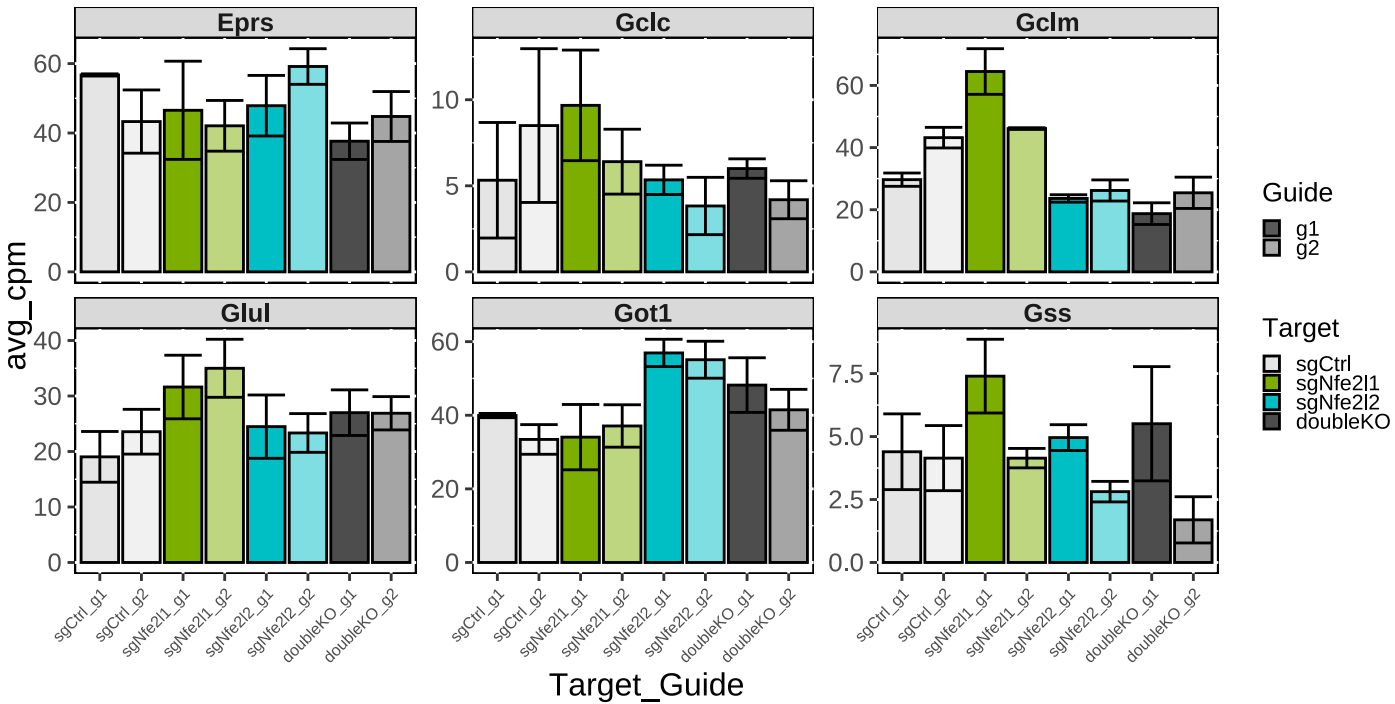 Eprs
Gclc
Gclm
60
40
20
0
10
5
0
60
40
20
0
avg_cpm
Glul
Got1
Gss
40
30
20
10
0
60
40
20
0
7.5
5.0
2.5
0.0
sgCtrl_g1
sgCtrl_g2
sgNfe2l1_g1
sgNfe2l1_g2
sgNfe2l2_g1
sgNfe2l2_g2
doubleKO_g1
doubleKO_g2
sgCtrl_g1
sgCtrl_g2
sgNfe2l1_g1
sgNfe2l1_g2
sgNfe2l2_g1
sgNfe2l2_g2
doubleKO_g1
doubleKO_g2
sgCtrl_g1
sgCtrl_g2
sgNfe2l1_g1
sgNfe2l1_g2
sgNfe2l2_g1
sgNfe2l2_g2
doubleKO_g1
doubleKO_g2
Target_Guide
Guide
g1
g2
Target
sgCtrl
sgNfe2l1
sgNfe2l2
doubleKO